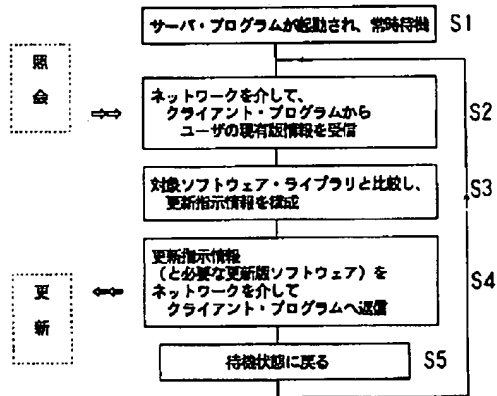 サーバ・プログラムが起動され、常時待機
S1
照会
ネットワークを介して、
クライアント・プログラムから
ユーザの現有版情報を受信
S2
対象ソフトウェア・ライブラリと比較し、
更新指示情報を構成
S3
更新指示情報
(と必要な更新版ソフトウェア)を
ネットワークを介して
クライアント・プログラムへ返信
S4
更新
待機状態に戻る
S5